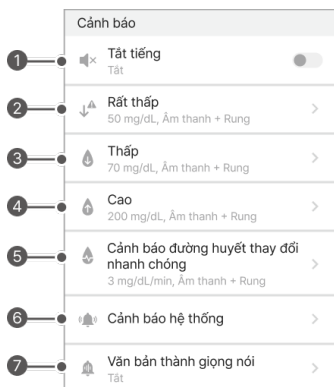 Cảnh báo
1
Tắt tiếng
Tắt
2
Rất thấp
50 mg/dL, Âm thanh + Rung
3
Thấp
70 mg/dL, Âm thanh + Rung
4
Cao
200 mg/dL, Âm thanh + Rung
5
Cảnh báo đường huyết thay đổi
nhanh chóng
3 mg/dL/min, Âm thanh + Rung
6
Cảnh báo hệ thống
7
Văn bản thành giọng nói
Tắt